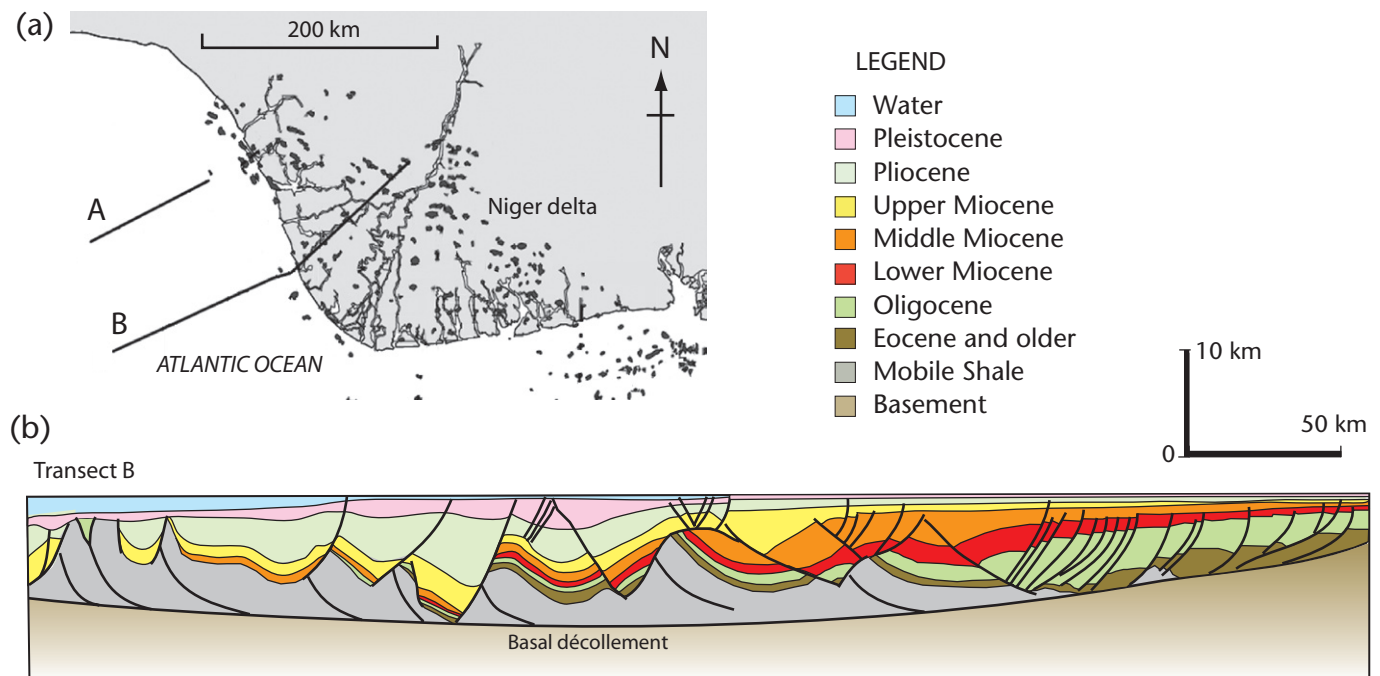 (a)
200 km
N
A
Niger delta
B
ATLANTIC OCEAN
LEGEND
Water
Pleistocene
Pliocene
Upper Miocene
Middle Miocene
Lower Miocene
Oligocene
Eocene and older
Mobile Shale
Basement
10 km
50 km
0
(b)
Transect B
Basal décollement